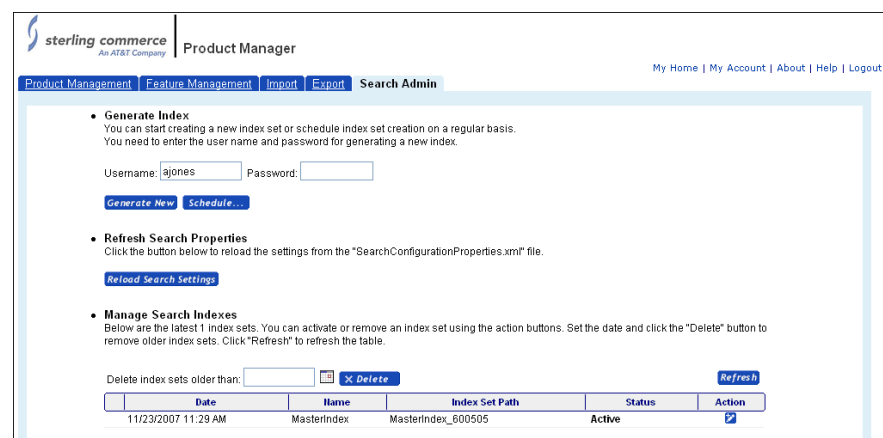 sterling commerce
An AT&T Company
Product Manager
My Home | My Account | About | Help | Logout
Product Management Feature Management Import Export Search Admin
• Generate Index
You can start creating a new index set or schedule index set creation on a regular basis.
You need to enter the user name and password for generating a new index.
Username: ajones Password:
Generate New Schedule...
• Refresh Search Properties
Click the button below to reload the settings from the "SearchConfigurationProperties.xml" file.
Reload Search Settings
• Manage Search Indexes
Below are the latest 1 index sets. You can activate or remove an index set using the action buttons. Set the date and click the "Delete" button to
remove older index sets. Click "Refresh" to refresh the table.
Delete index sets older than: X Delete Refresh
Date Name Index Set Path Status Action
11/23/2007 11:29 AM MasterIndex MasterIndex_600505 Active